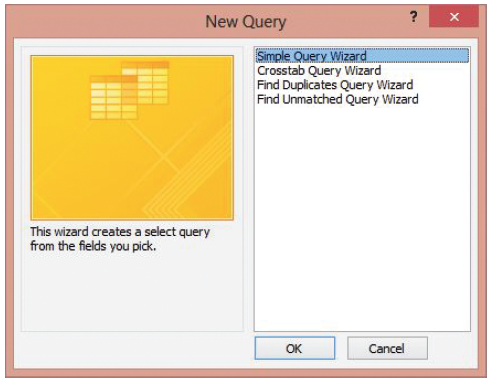 New Query
?
x
Simple Query Wizard
Crosstab Query Wizard
Find Duplicates Query Wizard
Find Unmatched Query Wizard
This wizard creates a select query
from the fields you pick.
OK
Cancel